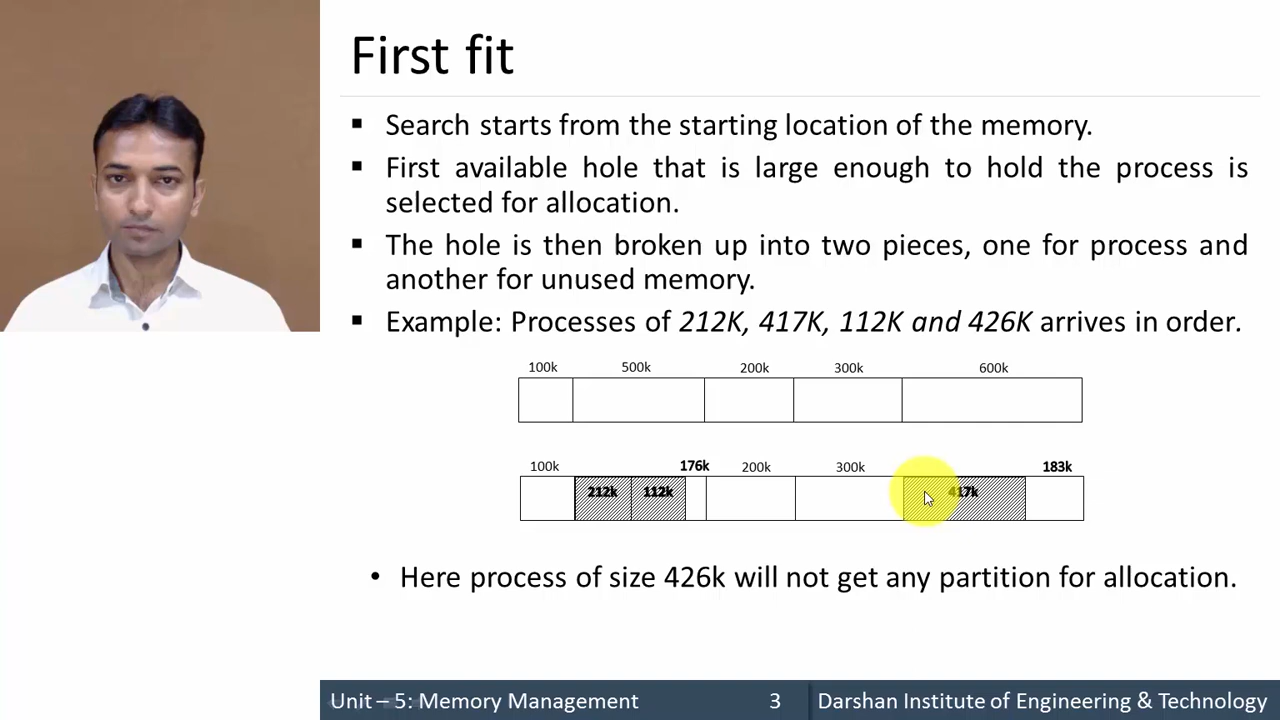 First fit
▪ Search starts from the starting location of the memory.
▪ First available hole that is large enough to hold the process is
selected for allocation.
▪ The hole is then broken up into two pieces, one for process and
another for unused memory.
▪ Example: Processes of 212K, 417K, 112K and 426K arrives in order.
100k 500k 200k 300k 600k
100k 176k 200k 300k 183k
212k 112k 417k
• Here process of size 426k will not get any partition for allocation.
Unit – 5: Memory Management 3 Darshan Institute of Engineering & Technology